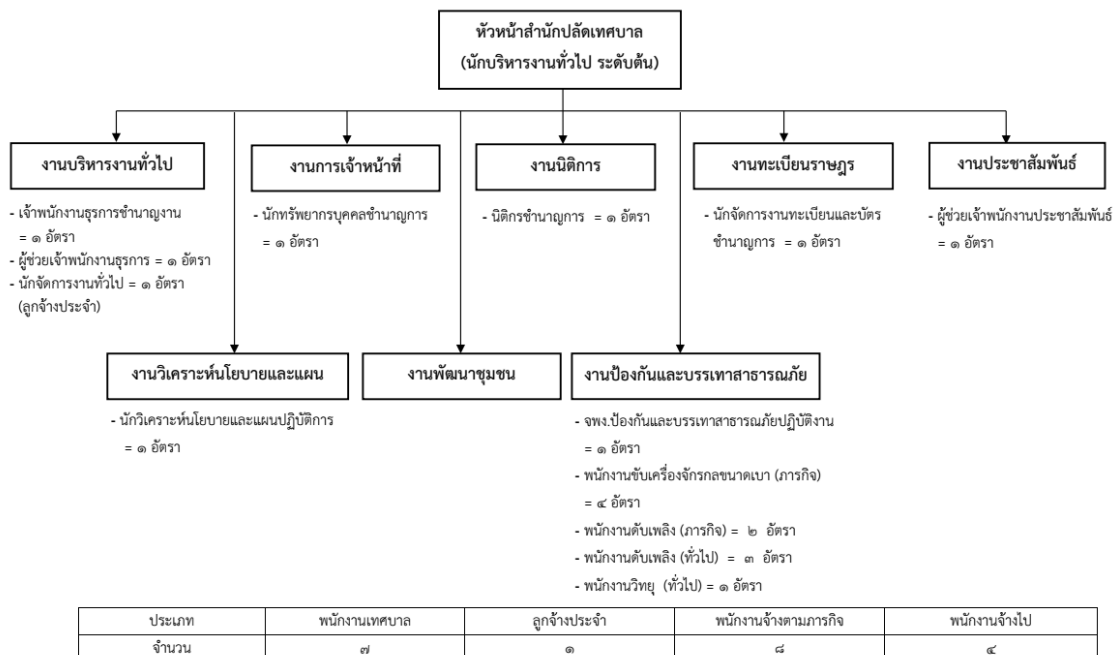 หัวหน้าสำนักปลัดเทศบาล
(นักบริหารงานทั่วไป ระดับต้น)
งานบริหารงานทั่วไป
- เจ้าพนักงานธุรการชำนาญงาน
= ๑ อัตรา
- ผู้ช่วยเจ้าพนักงานธุรการ = ๑ อัตรา
- นักจัดการงานทั่วไป = ๑ อัตรา
(ลูกจ้างประจำ)
งานการเจ้าหน้าที่
- นักทรัพยากรบุคคลชำนาญการ
= ๑ อัตรา
งานนิติการ
- นิติกรชำนาญการ = ๑ อัตรา
งานทะเบียนราษฎร
- นักจัดการงานทะเบียนและบัตร
ชำนาญการ = ๑ อัตรา
งานประชาสัมพันธ์
- ผู้ช่วยเจ้าพนักงานประชาสัมพันธ์
= ๑ อัตรา
งานวิเคราะห์นโยบายและแผน
- นักวิเคราะห์นโยบายและแผนปฏิบัติการ
= ๑ อัตรา
งานพัฒนาชุมชน
งานป้องกันและบรรเทาสาธารณภัย
- จพง.ป้องกันและบรรเทาสาธารณภัยปฏิบัติงาน
= ๑ อัตรา
- พนักงานขับเครื่องจักรกลขนาดเบา (ภารกิจ)
= ๔ อัตรา
- พนักงานดับเพลิง (ภารกิจ) = ๒ อัตรา
- พนักงานดับเพลิง (ทั่วไป) = ๓ อัตรา
- พนักงานวิทยุ (ทั่วไป) = ๑ อัตรา
ประเภท พนักงานเทศบาล ลูกจ้างประจำ พนักงานจ้างตามภารกิจ พนักงานจ้างไป
จำนวน ๗ ๑ ๘ ๔